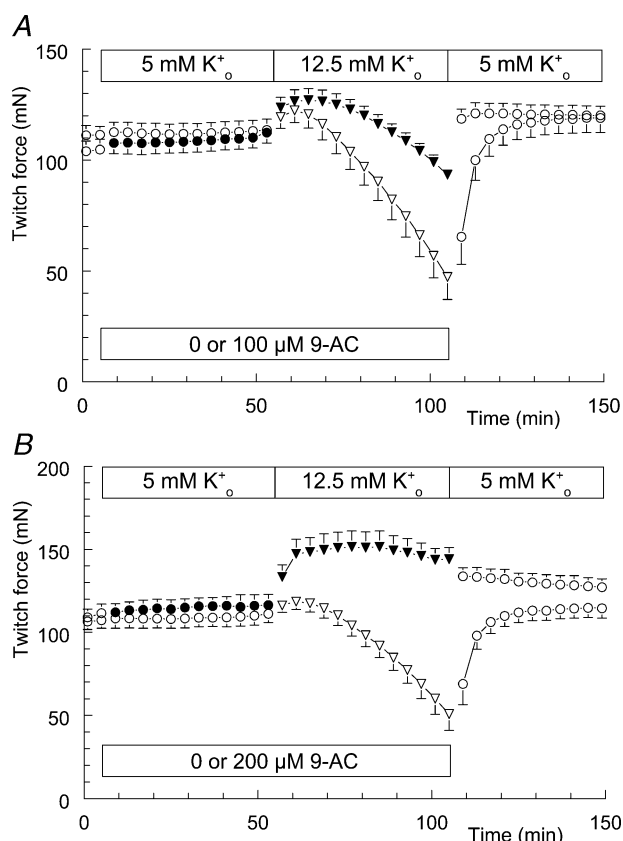 A
150
5 mM K⁺ₒ 12.5 mM K⁺ₒ 5 mM K⁺ₒ
Twitch force (mN)
100
50
0 or 100 µM 9-AC
0
0 50 100 150
Time (min)
B
200
5 mM K⁺ₒ 12.5 mM K⁺ₒ 5 mM K⁺ₒ
Twitch force (mN)
150
100
50
0 or 200 µM 9-AC
0
0 50 100 150
Time (min)